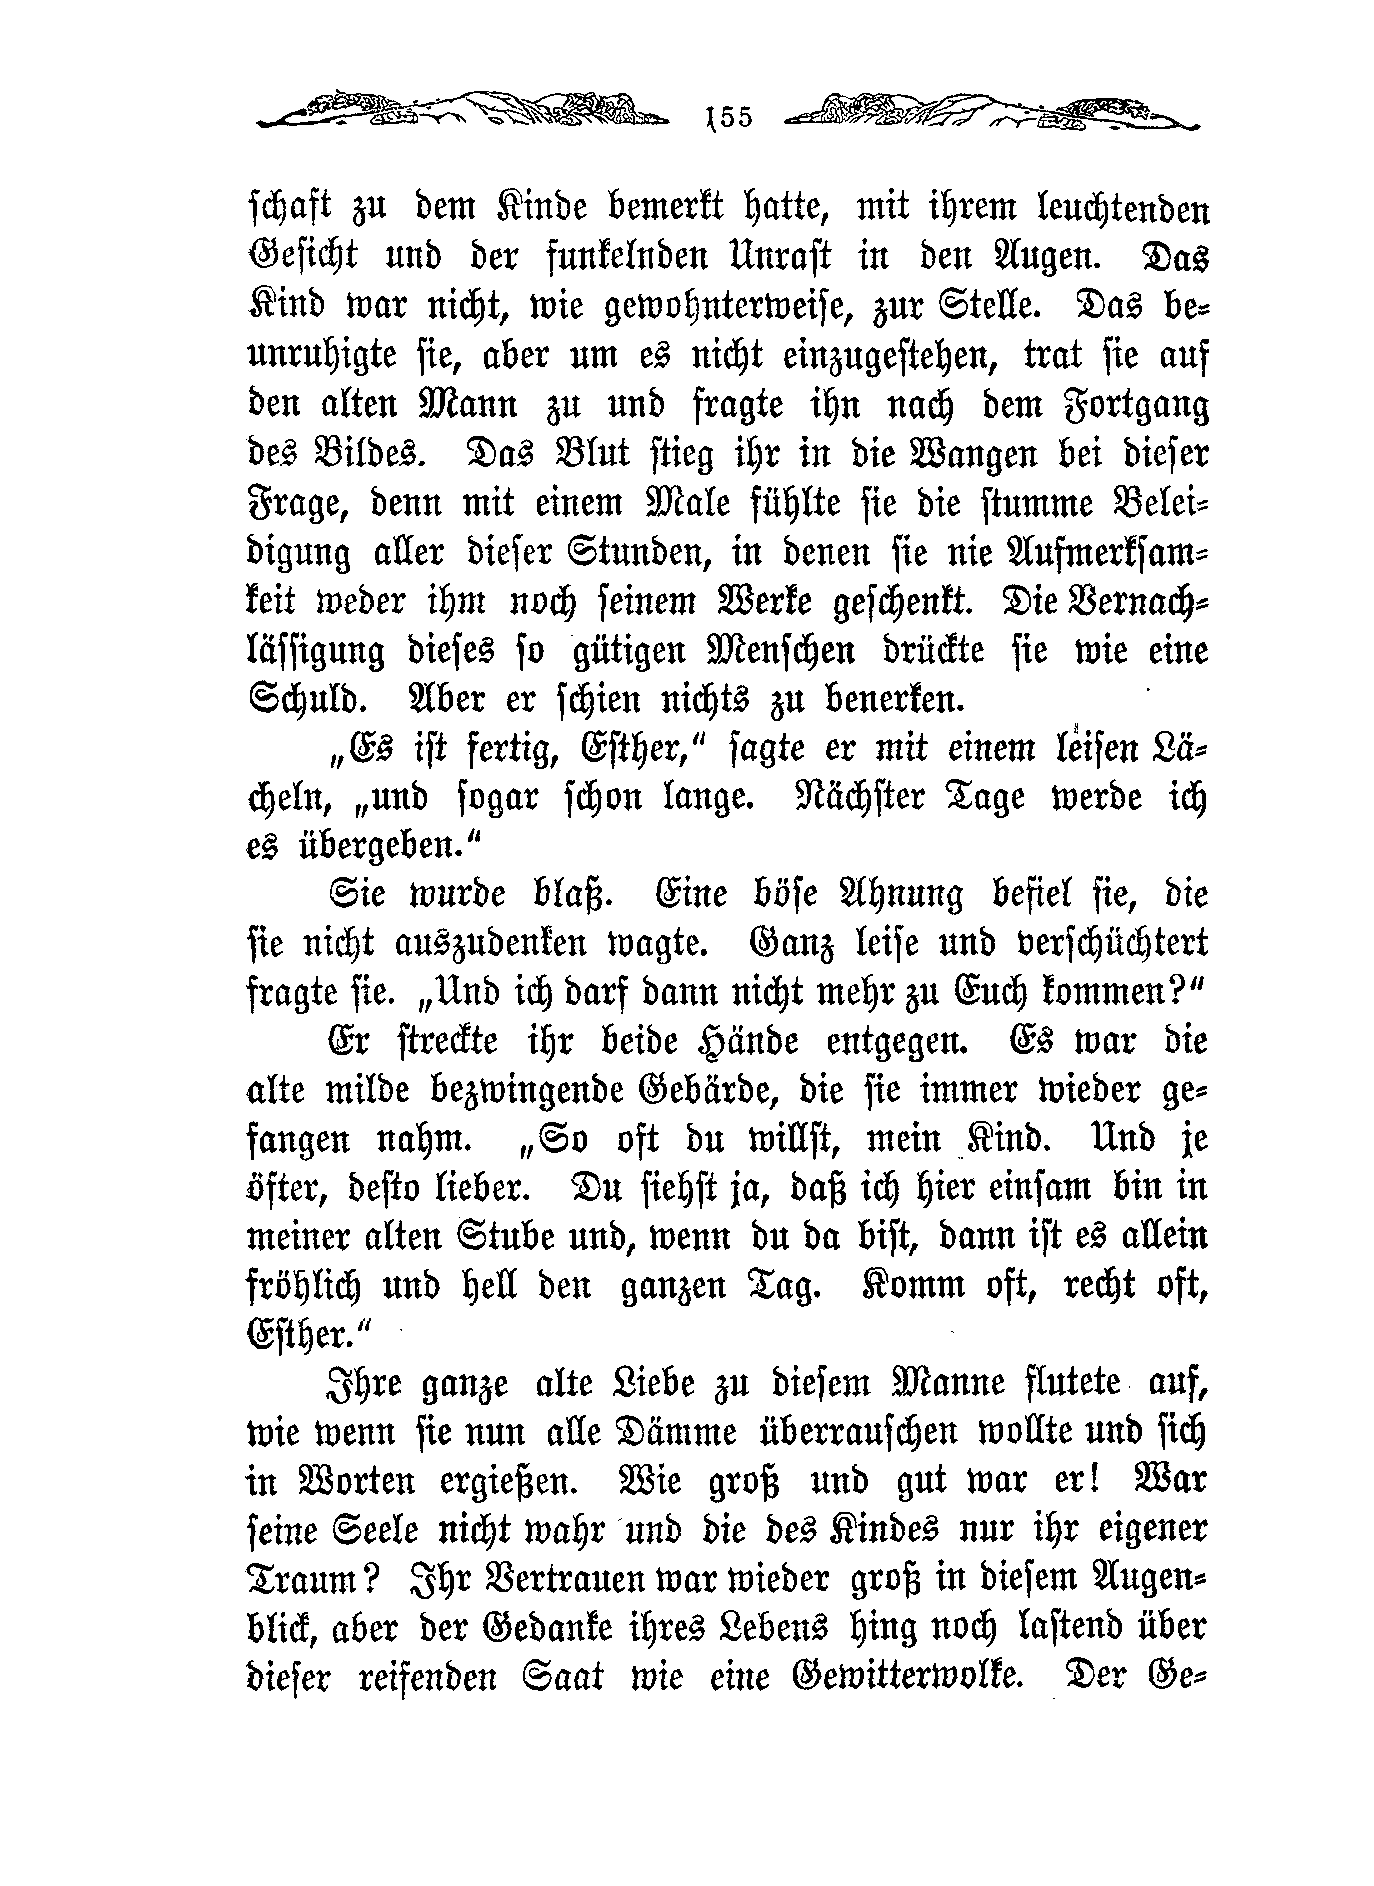 155
schaft zu dem Kinde bemerkt hatte, mit ihrem leuchtenden
Gesicht und der funkelnden Unrast in den Augen. Das
Kind war nicht, wie gewohnterweise, zur Stelle. Das be-
unruhigte sie, aber um es nicht einzugestehen, trat sie auf
den alten Mann zu und fragte ihn nach dem Fortgang
des Bildes. Das Blut stieg ihr in die Wangen bei dieser
Frage, denn mit einem Male fühlte sie die stumme Belei-
digung aller dieser Stunden, in denen sie nie Aufmerksam-
keit weder ihm noch seinem Werke geschenkt. Die Vernach-
lässigung dieses so gütigen Menschen drückte sie wie eine
Schuld. Aber er schien nichts zu benerken.
„Es ist fertig, Esther,“ sagte er mit einem leisen Lä-
cheln, „und sogar schon lange. Nächster Tage werde ich
es übergeben.“
Sie wurde blaß. Eine böse Ahnung befiel sie, die
sie nicht auszudenken wagte. Ganz leise und verschüchtert
fragte sie. „Und ich darf dann nicht mehr zu Euch kommen?“
Er streckte ihr beide Hände entgegen. Es war die
alte milde bezwingende Gebärde, die sie immer wieder ge-
fangen nahm. „So oft du willst, mein Kind. Und je
öfter, desto lieber. Du siehst ja, daß ich hier einsam bin in
meiner alten Stube und, wenn du da bist, dann ist es allein
fröhlich und hell den ganzen Tag. Komm oft, recht oft,
Esther.“
Ihre ganze alte Liebe zu diesem Manne flutete auf,
wie wenn sie nun alle Dämme überrauschen wollte und sich
in Worten ergießen. Wie groß und gut war er! War
seine Seele nicht wahr und die des Kindes nur ihr eigener
Traum? Ihr Vertrauen war wieder groß in diesem Augen-
blick, aber der Gedanke ihres Lebens hing noch lastend über
dieser reifenden Saat wie eine Gewitterwolke. Der Ge-